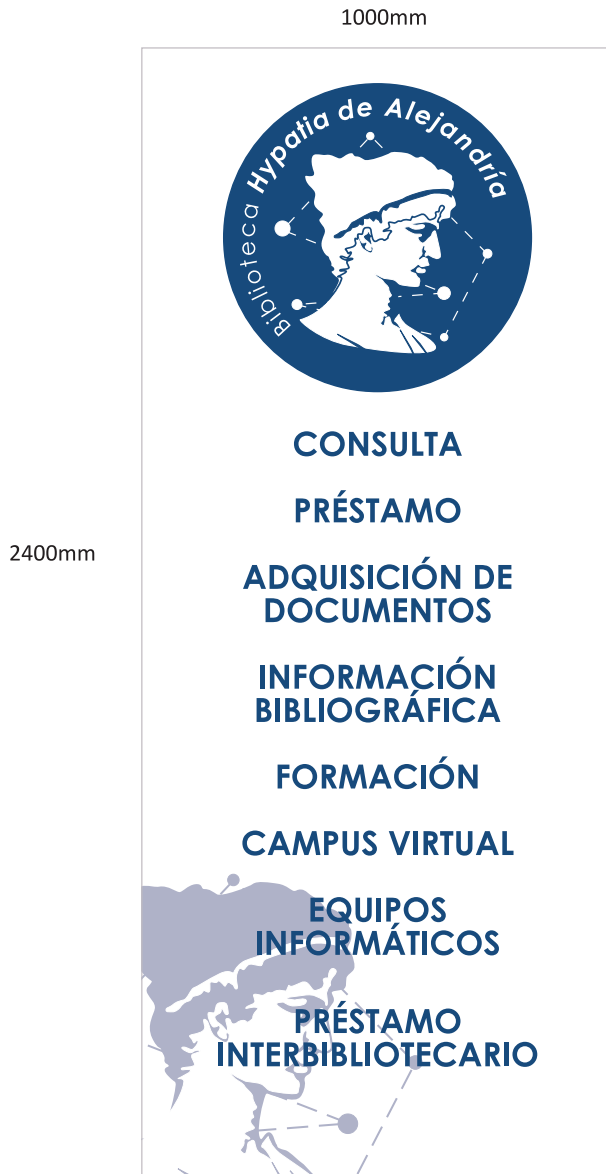 1000mm
Biblioteca Hypatia de Alejandría
CONSULTA
PRÉSTAMO
ADQUISICIÓN DE
DOCUMENTOS
INFORMACIÓN
BIBLIOGRÁFICA
FORMACIÓN
2400mm
CAMPUS VIRTUAL
EQUIPOS
INFORMÁTICOS
PRÉSTAMO
INTERBIBLIOTECARIO